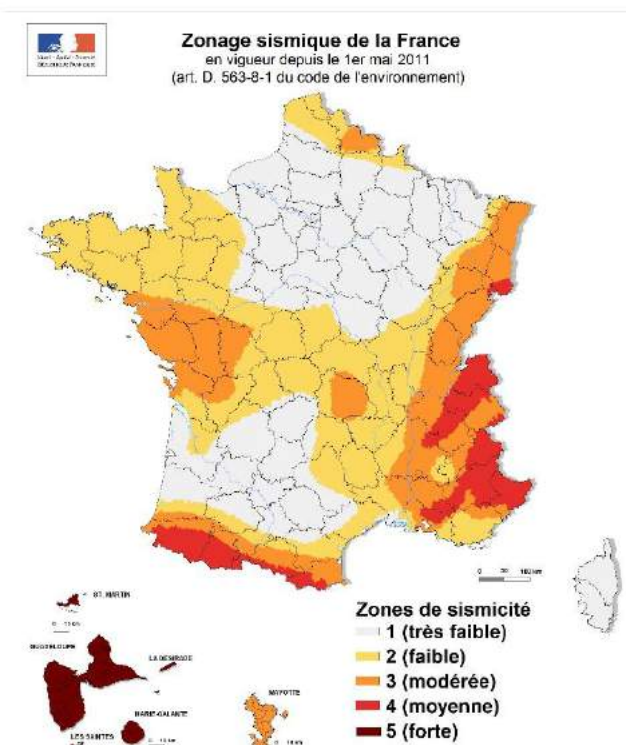 Zonage sismique de la France
en vigueur depuis le 1er mai 2011
(art. D. 563-8-1 du code de l'environnement)
ST. MARTIN
GUADELOUPE
LA DESIRADE
MARIE-GALANTE
LES SAINTES
MAYOTTE
Zones de sismicité
1 (très faible)
2 (faible)
3 (modérée)
4 (moyenne)
5 (forte)